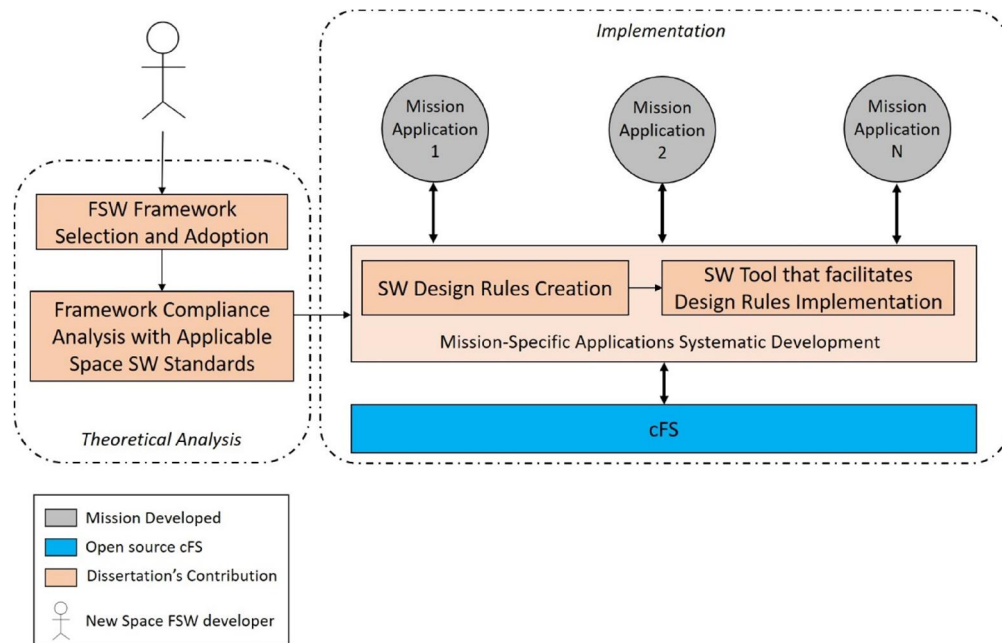 Implementation
Mission
Application
1
Mission
Application
2
Mission
Application
N
FSW Framework
Selection and Adoption
Framework Compliance
Analysis with Applicable
Space SW Standards
Theoretical Analysis
SW Design Rules Creation
SW Tool that facilitates
Design Rules Implementation
Mission-Specific Applications Systematic Development
cFS
Mission Developed
Open source cFS
Dissertation's Contribution
New Space FSW developer